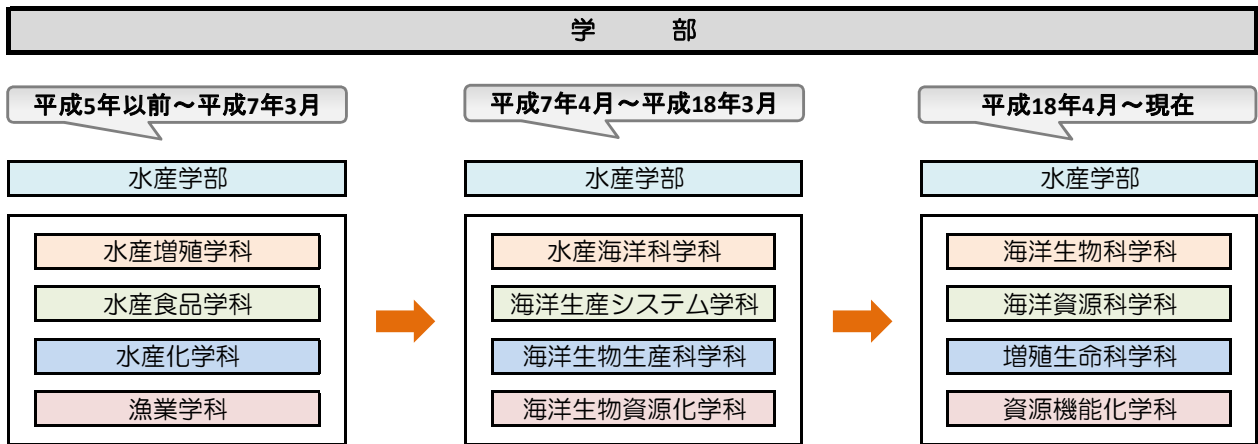 学 部
平成5年以前～平成7年3月
水産学部
水産増殖学科
水産食品学科
水産化学科
漁業学科
平成7年4月～平成18年3月
水産学部
水産海洋科学科
海洋生産システム学科
海洋生物生産科学科
海洋生物資源化学科
平成18年4月～現在
水産学部
海洋生物科学科
海洋資源科学科
増殖生命科学科
資源機能化学科